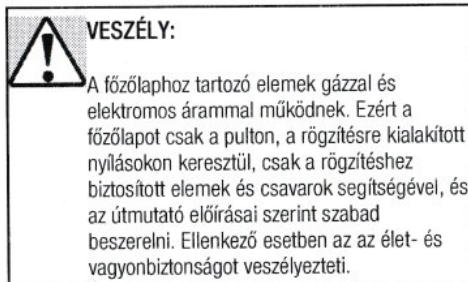 VESZÉLY:
A főzőlaphoz tartozó elemek gázzal és
elektromos árammal működnek. Ezért a
főzőlapot csak a pulton, a rögzítésre kialakított
nyílásokon keresztül, csak a rögzítéshez
biztosított elemek és csavarok segítségével, és
az útmutató előírásai szerint szabad
beszerelni. Ellenkező esetben az az élet- és
vagyonbiztonságot veszélyezteti.